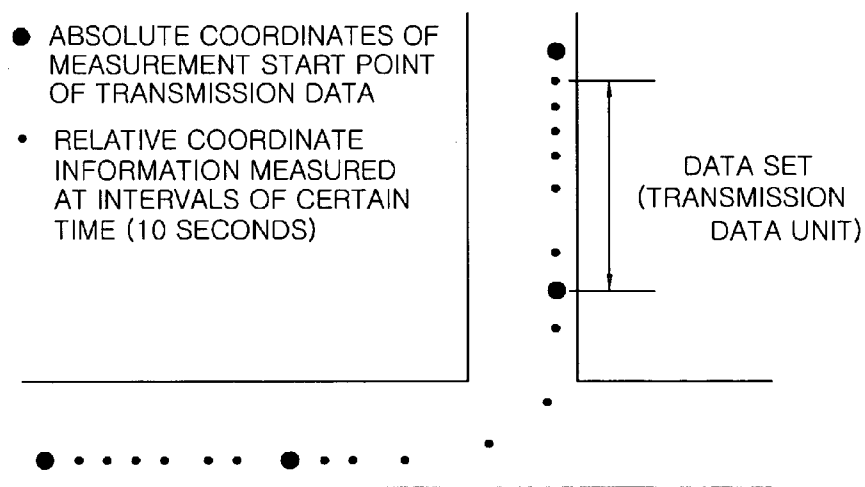 ABSOLUTE COORDINATES OF
MEASUREMENT START POINT
OF TRANSMISSION DATA
RELATIVE COORDINATE
INFORMATION MEASURED
AT INTERVALS OF CERTAIN
TIME (10 SECONDS)
DATA SET
(TRANSMISSION
DATA UNIT)